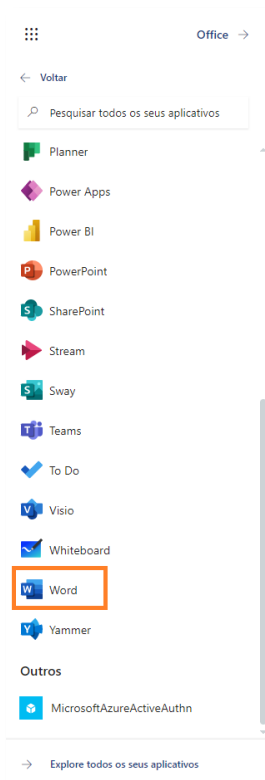 Office →
← Voltar
Pesquisar todos os seus aplicativos
Planner
Power Apps
Power BI
PowerPoint
SharePoint
Stream
Sway
Teams
To Do
Visio
Whiteboard
Word
Yammer
Outros
MicrosoftAzureActiveAuthn
→ Explore todos os seus aplicativos